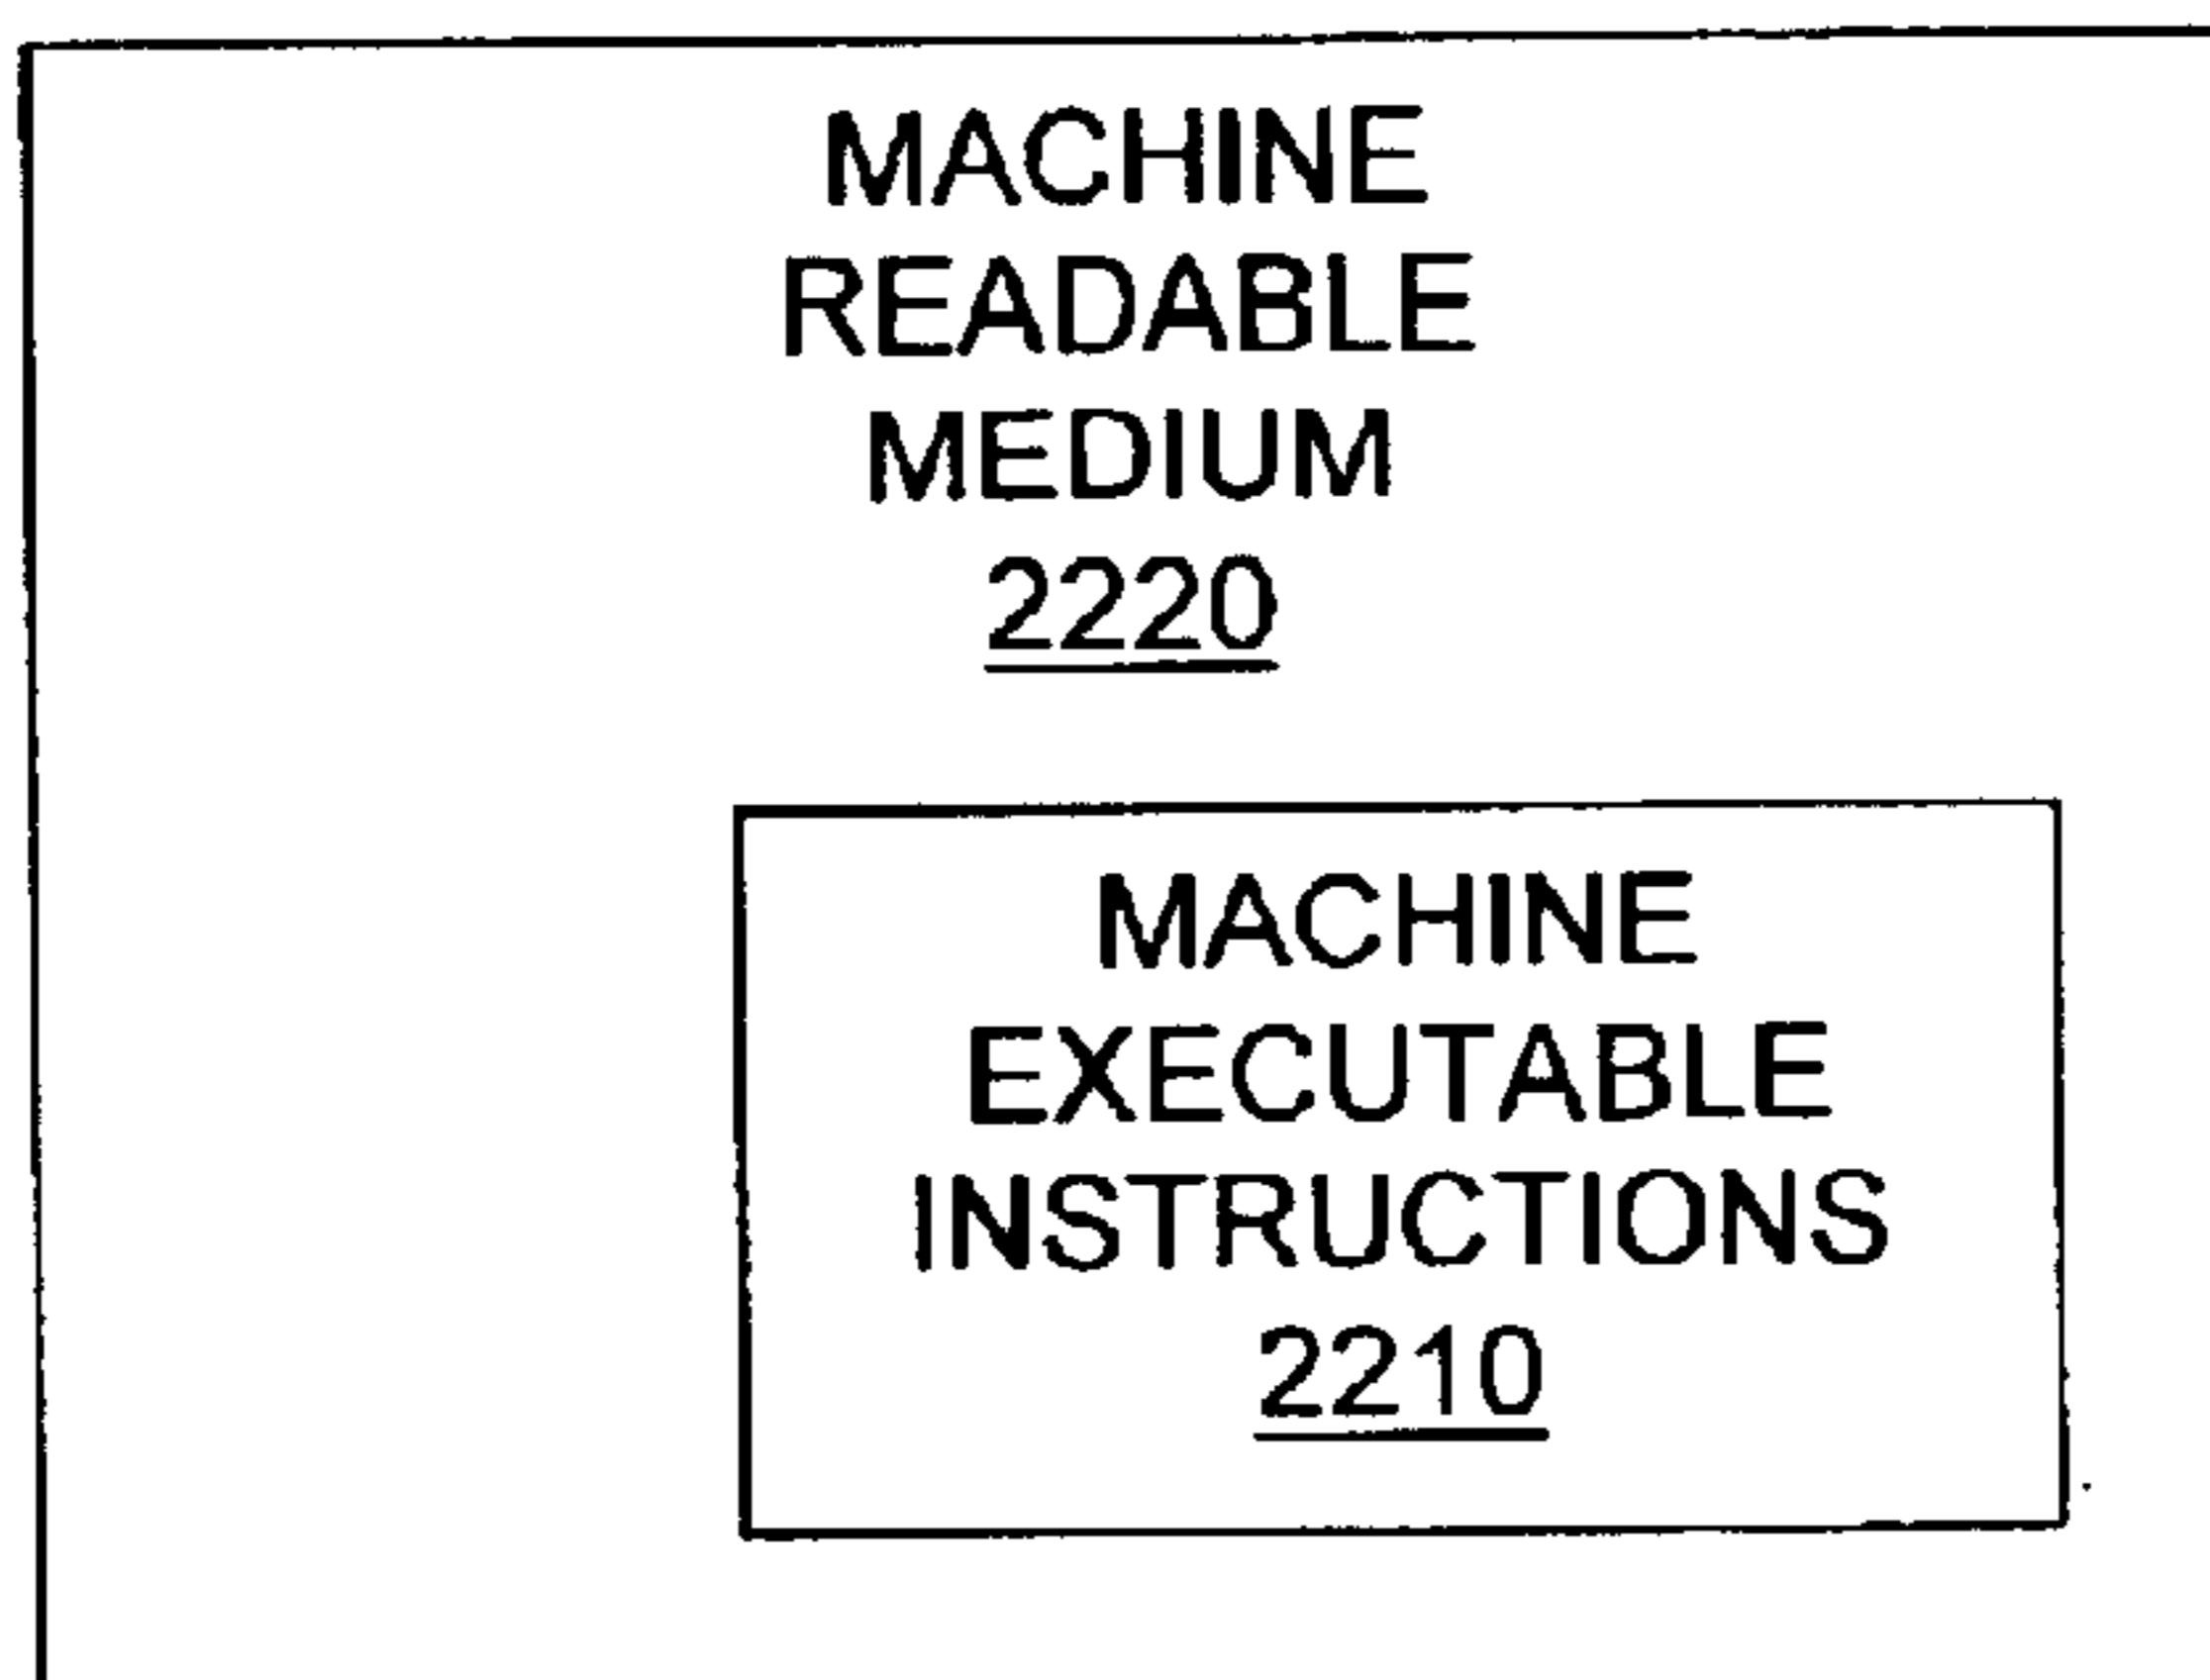 MACHINE
READABLE
MEDIUM
2220
MACHINE
EXECUTABLE
INSTRUCTIONS
2210